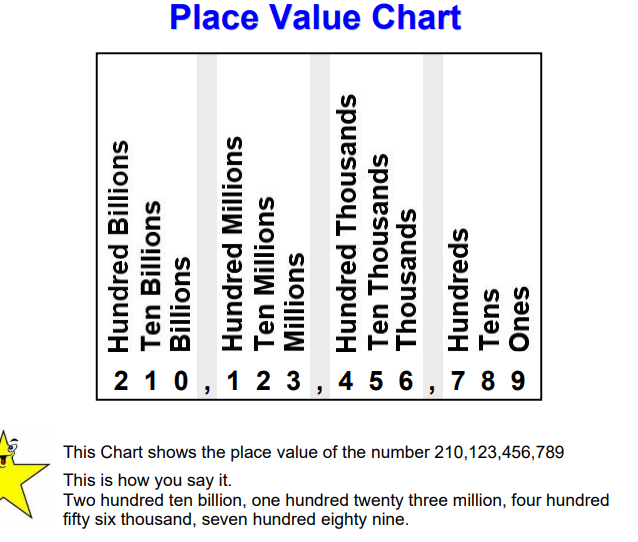 Place Value Chart
Hundred Billions
Ten Billions
Billions
Hundred Millions
Ten Millions
Millions
Hundred Thousands
Ten Thousands
Thousands
Hundreds
Tens
Ones
2 1 0 , 1 2 3 , 4 5 6 , 7 8 9
This Chart shows the place value of the number 210,123,456,789
This is how you say it.
Two hundred ten billion, one hundred twenty three million, four hundred
fifty six thousand, seven hundred eighty nine.